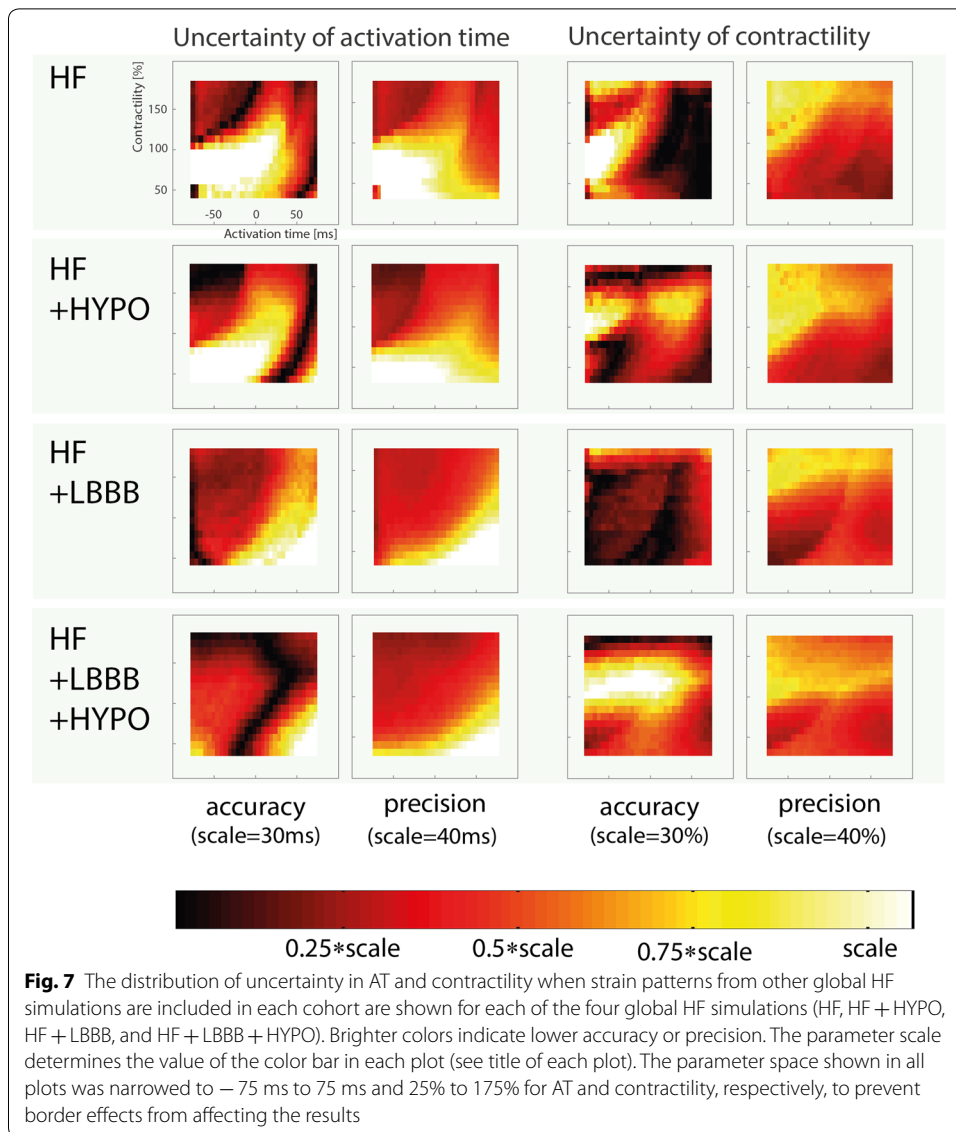 Uncertainty of activation time Uncertainty of contractility
HF
Contractility [%]
150
100
50
-50 0 50
Activation time [ms]
HF
+HYPO
HF
+LBBB
HF
+LBBB
+HYPO
accuracy precision accuracy precision
(scale=30ms) (scale=40ms) (scale=30%) (scale=40%)
0.25*scale 0.5*scale 0.75*scale scale
Fig. 7 The distribution of uncertainty in AT and contractility when strain patterns from other global HF
simulations are included in each cohort are shown for each of the four global HF simulations (HF, HF + HYPO,
HF + LBBB, and HF + LBBB + HYPO). Brighter colors indicate lower accuracy or precision. The parameter scale
determines the value of the color bar in each plot (see title of each plot). The parameter space shown in all
plots was narrowed to − 75 ms to 75 ms and 25% to 175% for AT and contractility, respectively, to prevent
border effects from affecting the results